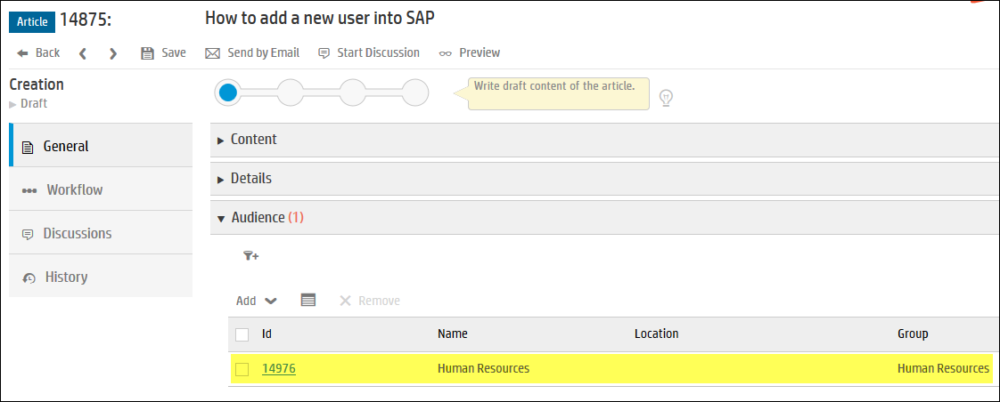 Article 14875: How to add a new user into SAP
Back Save Send by Email Start Discussion Preview
Creation
Draft
Write draft content of the article.
General
Workflow
Discussions
History
Content
Details
Audience (1)
Add Remove
Id Name Location Group
14976 Human Resources Human Resources